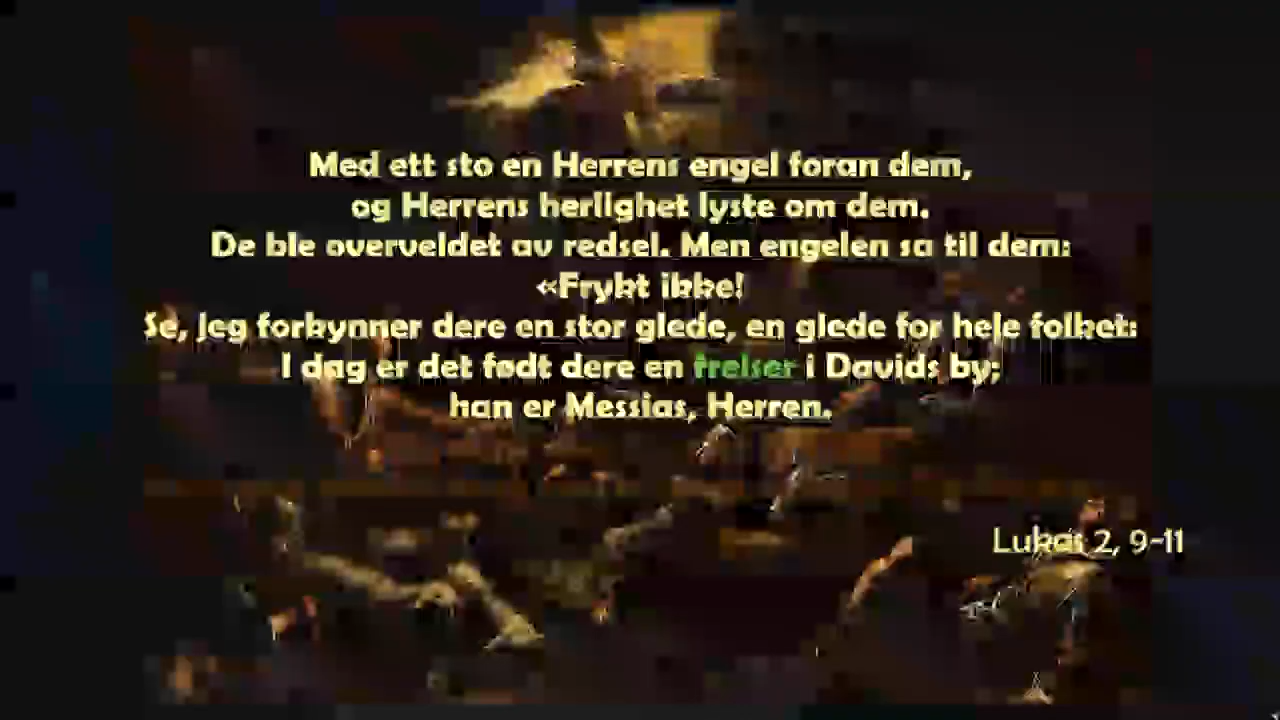 Med ett sto en Herrens engel foran dem,
og Herrens herlighet lyste om dem.
De ble overveldet av redsel. Men engelen sa til dem:
«Frykt ikke!
Se, jeg forkynner dere en stor glede, en glede for hele folket:
I dag er det født dere en frelser i Davids by;
han er Messias, Herren.
Lukas 2, 9-11